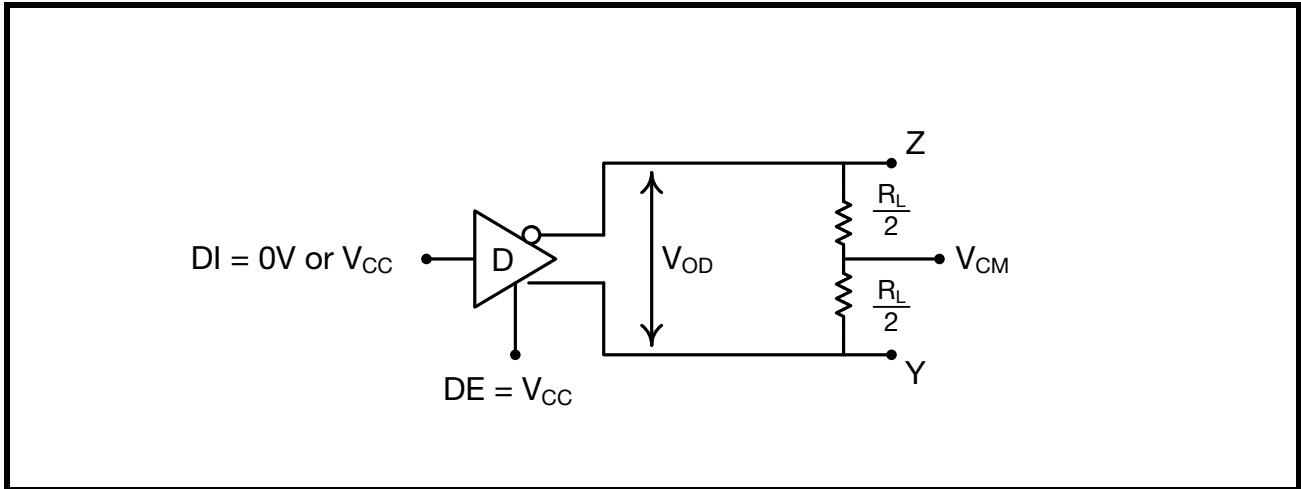 Z
R_L
2
DI = 0V or V_CC
D
V_OD
V_CM
R_L
2
Y
DE = V_CC